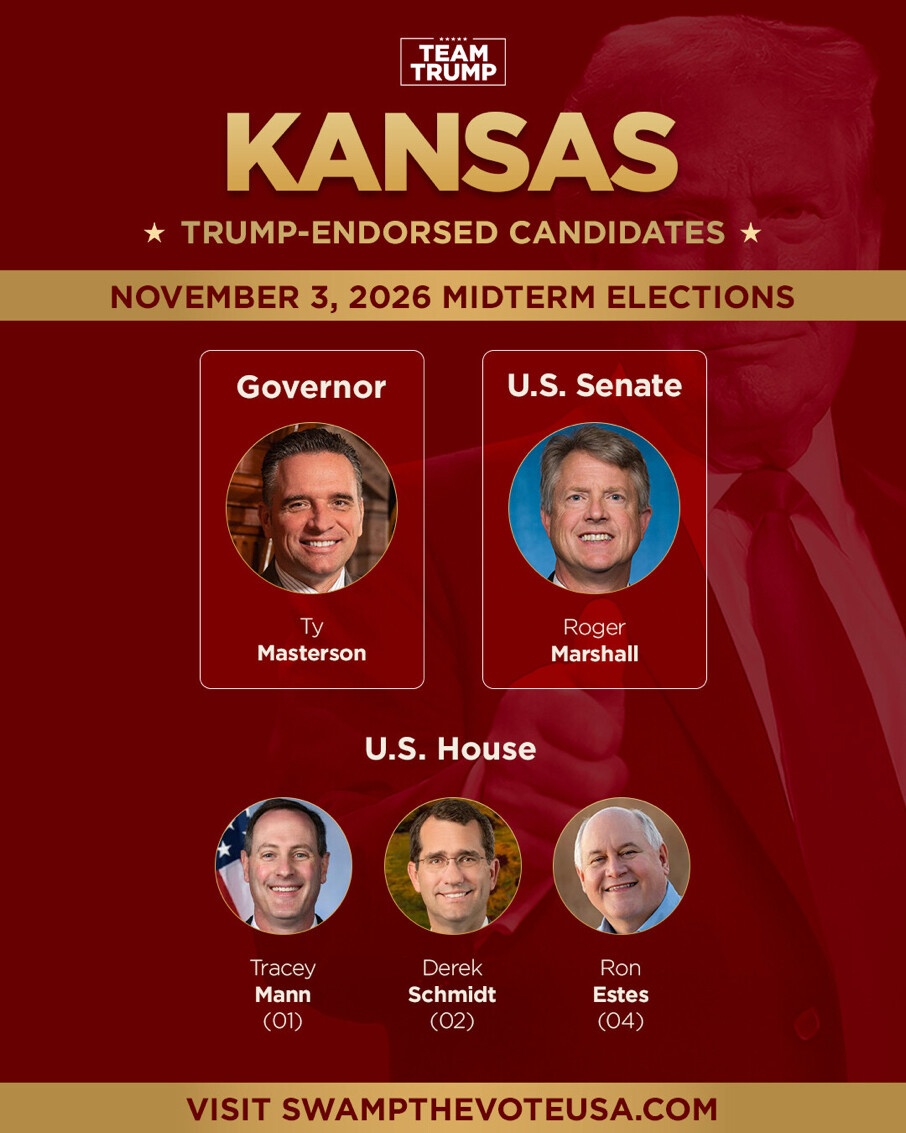 TEAM
TRUMP
KANSAS
TRUMP-ENDORSED CANDIDATES
NOVEMBER 3, 2026 MIDTERM ELECTIONS
Governor
Ty
Masterson
U.S. Senate
Roger
Marshall
U.S. House
Tracey
Mann
(01)
Derek
Schmidt
(02)
Ron
Estes
(04)
VISIT SWAMPTHEVOTEUSA.COM